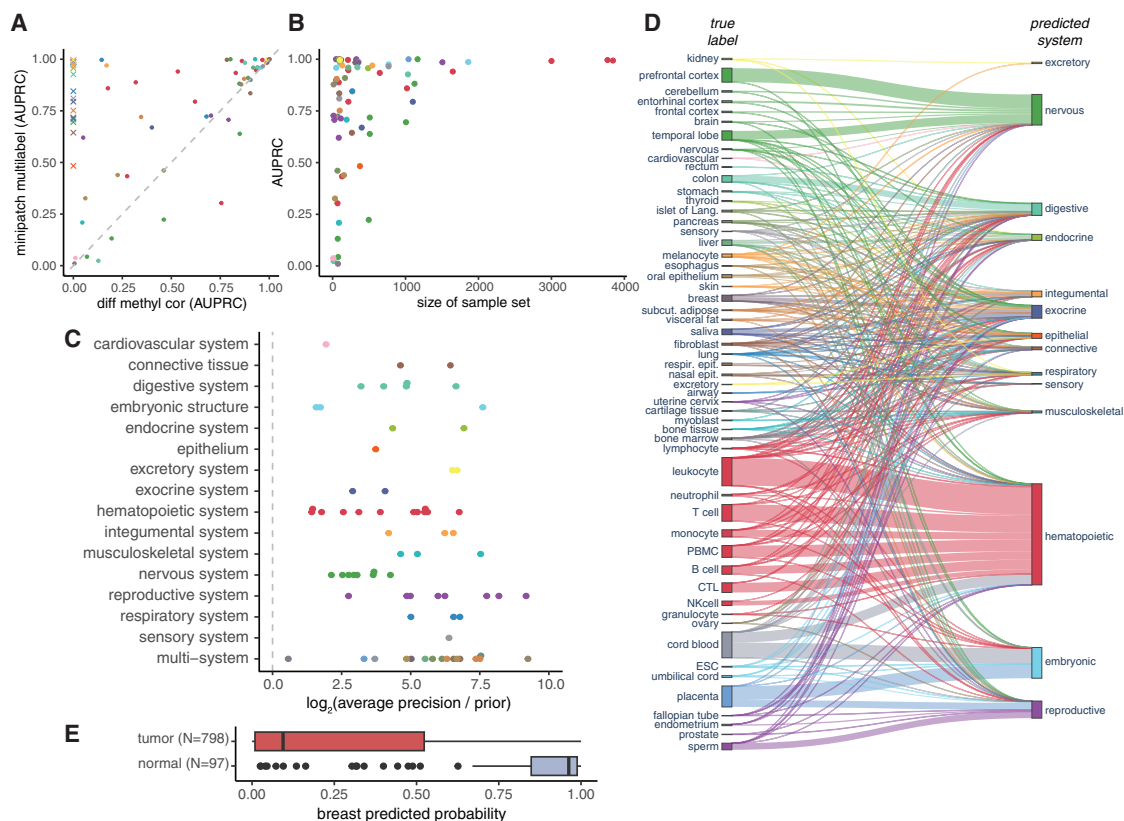 A
minipatch multilabel (AUPRC)
1.00
0.75
0.50
0.25
0.00
0.00 0.25 0.50 0.75 1.00
diff methyl cor (AUPRC)
B
AUPRC
1.00
0.75
0.50
0.25
0.00
0 1000 2000 3000 4000
size of sample set
C
cardiovascular system
connective tissue
digestive system
embryonic structure
endocrine system
epithelium
excretory system
exocrine system
hematopoietic system
integumental system
musculoskeletal system
nervous system
reproductive system
respiratory system
sensory system
multi−system
0.0 2.5 5.0 7.5 10.0
log2(average precision / prior)
D
true label
predicted system
kidney
prefrontal cortex
cerebellum
entorhinal cortex
frontal cortex
brain
temporal lobe
nervous
cardiovascular
rectum
colon
stomach
thyroid
islet of Lang.
pancreas
sensory
liver
melanocyte
esophagus
oral epithelium
skin
breast
subcut. adipose
visceral fat
saliva
fibroblast
lung
respir. epit.
nasal epit.
excretory
airway
uterine cervix
cartilage tissue
myoblast
bone tissue
bone marrow
lymphocyte
leukocyte
neutrophil
T cell
monocyte
PBMC
B cell
CTL
NKcell
granulocyte
ovary
cord blood
ESC
umbilical cord
placenta
fallopian tube
endometrium
prostate
sperm
excretory
nervous
digestive
endocrine
integumental
exocrine
epithelial
connective
respiratory
sensory
musculoskeletal
hematopoietic
embryonic
reproductive
E
tumor (N=798)
normal (N=97)
0.00 0.25 0.50 0.75 1.00
breast predicted probability